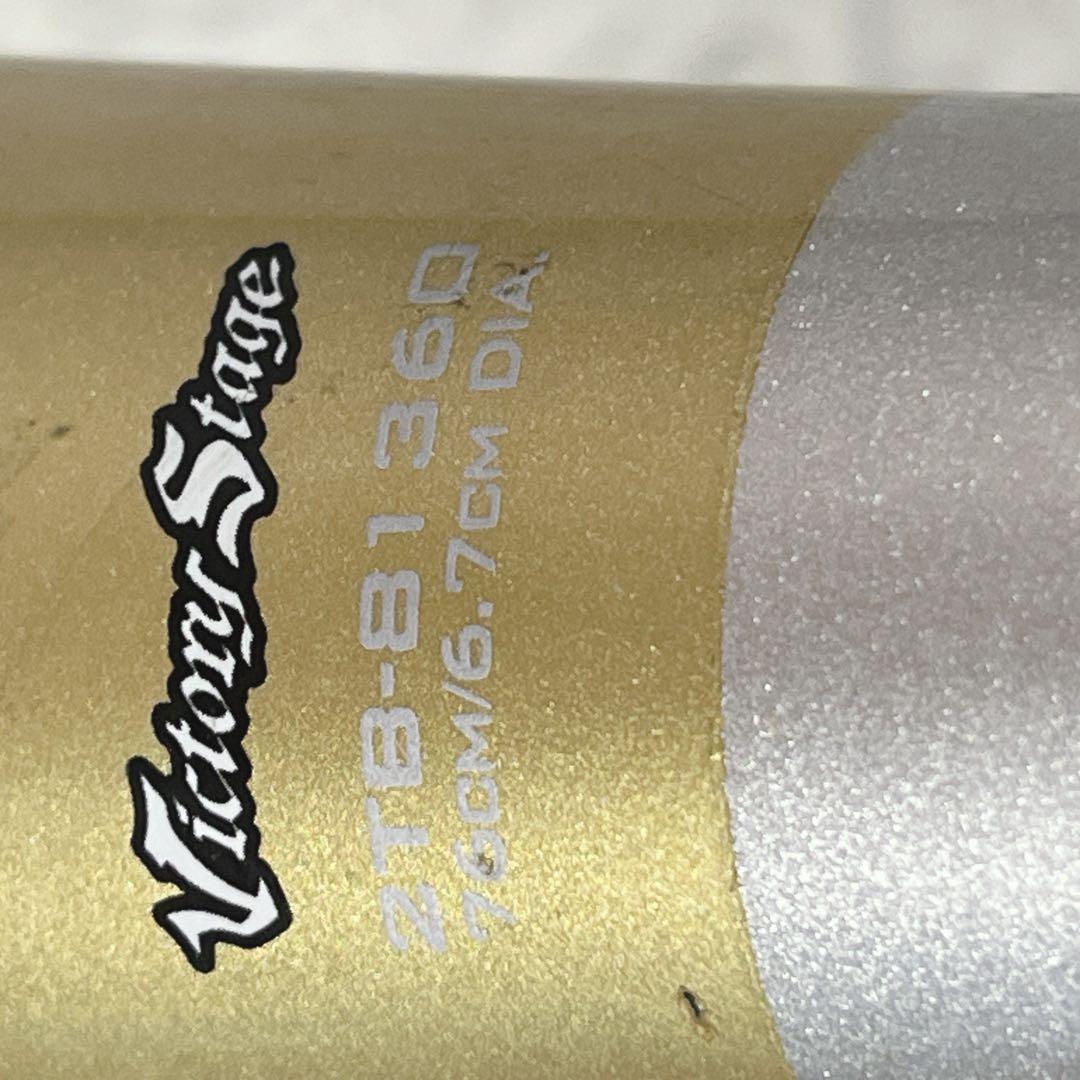 Victory Stage
2TB-81360
76CM/6.7CM DIA.